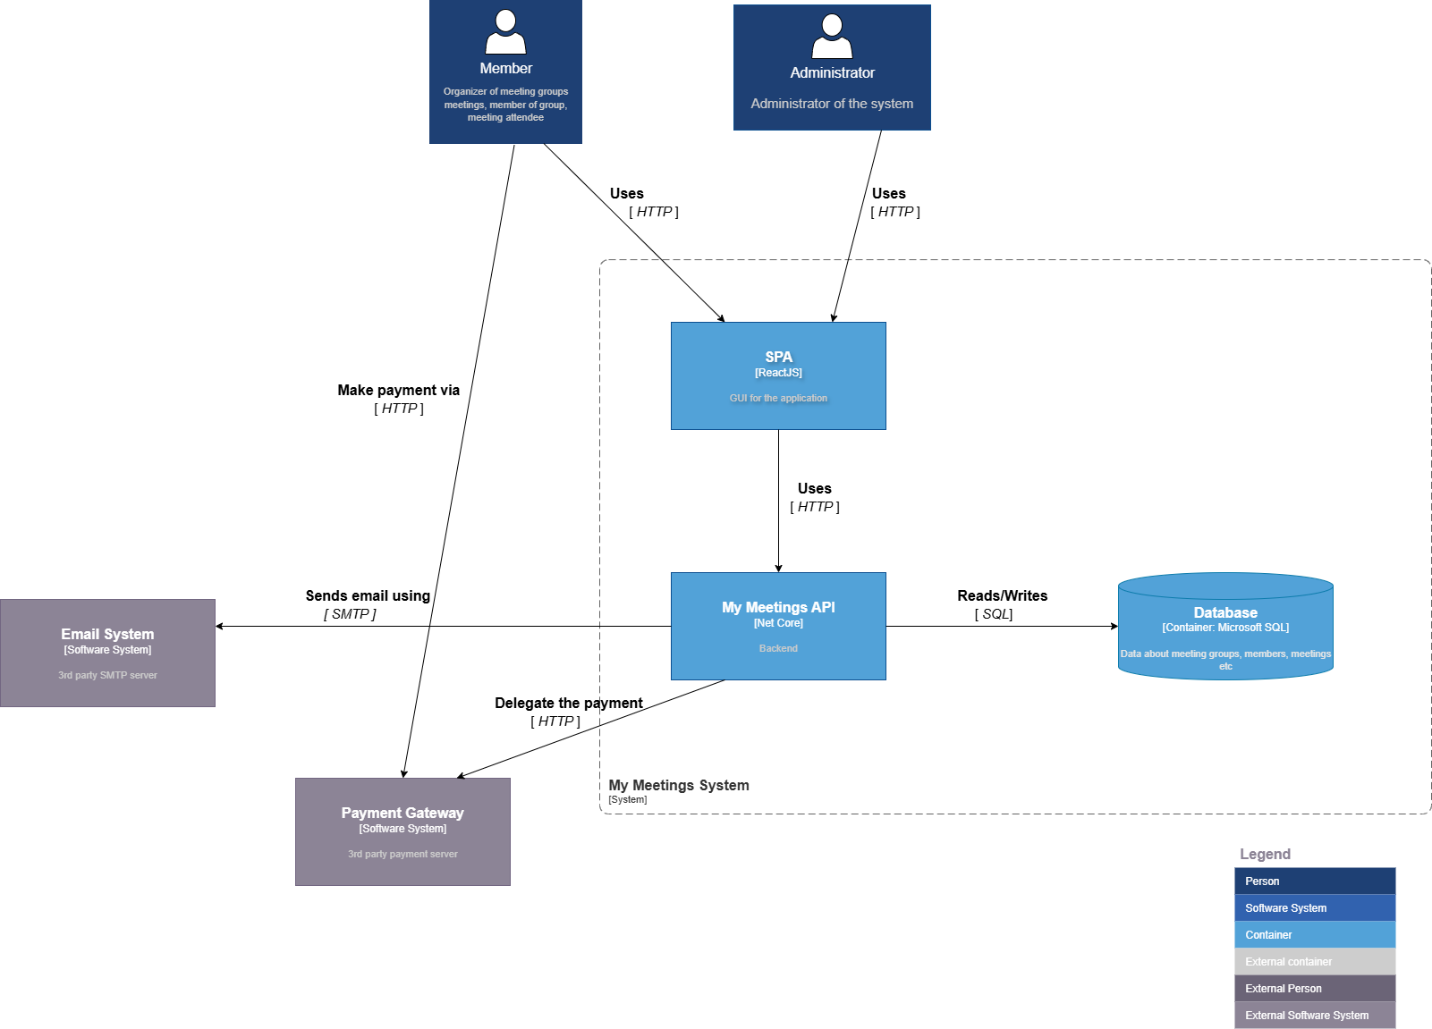 Member
Organizer of meeting groups
meetings, member of group,
meeting attendee
Administrator
Administrator of the system
Uses
[ HTTP ]
Uses
[ HTTP ]
SPA
[ReactJS]
GUI for the application
Make payment via
[ HTTP ]
Uses
[ HTTP ]
Sends email using
[ SMTP ]
Email System
[Software System]
3rd party SMTP server
My Meetings API
[Net Core]
Backend
Reads/Writes
[ SQL]
Database
[Container: Microsoft SQL]
Data about meeting groups, members, meetings
etc
Delegate the payment
[ HTTP ]
Payment Gateway
[Software System]
3rd party payment server
My Meetings System
[System]
Legend
Person
Software System
Container
External container
External Person
External Software System